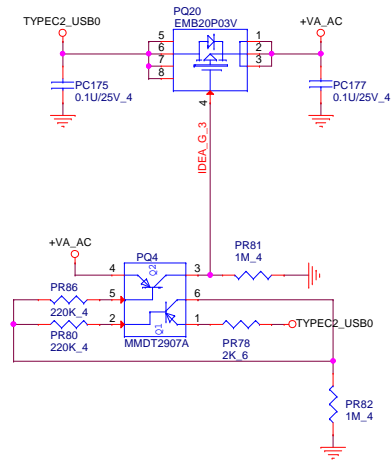 TYPEC2_USB0
PQ20
EMB20P03V
+VA_AC
5
6
7
8
1
2
3
4
PC175
0.1U/25V_4
PC177
0.1U/25V_4
IDEA_G_3
+VA_AC
PQ4
4
3
PR81
1M_4
Q2
PR86
220K_4
5
6
PR80
220K_4
2
1
Q1
TYPEC2_USB0
MMDT2907A
PR78
2K_6
PR82
1M_4